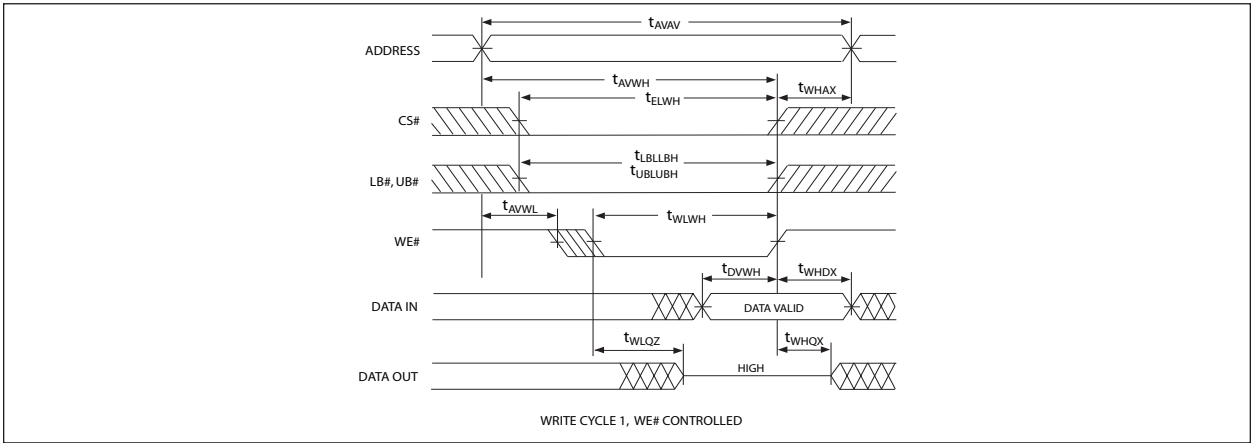 tAVAV
ADDRESS
tAVWH
tWHAX
tELWH
CS#
tLBLLBH
tUBLUBH
LB#, UB#
tAVWL
tWLWH
WE#
tDVWH
tWHDX
DATA IN
DATA VALID
tWLQZ
tWHQX
DATA OUT
HIGH
WRITE CYCLE 1, WE# CONTROLLED